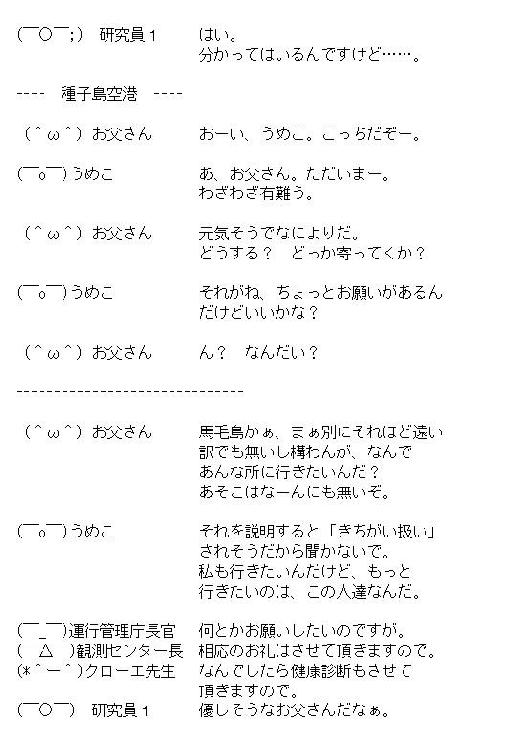 (￣○￣;) 研究員１　はい。
分かってはいるんですけど……。
---- 種子島空港 ----
（＾ω＾）お父さん　おーい、うめこ。こっちだぞー。
(￣o￣)うめこ　あ、お父さん。ただいまー。
わざわざ有難う。
（＾ω＾）お父さん　元気そうでなによりだ。
どうする？　どっか寄ってくか？
(￣o￣)うめこ　それがね、ちょっとお願いがあるん
だけどいいかな？
（＾ω＾）お父さん　ん？　なんだい？
------------------------------
（＾ω＾）お父さん　馬毛島かぁ、まぁ別にそれほど遠い
訳でも無いし構わんが、なんで
あんな所に行きたいんだ？
あそこはなーんにも無いぞ。
(￣o￣)うめこ　それを説明すると「きちがい扱い」
されそうだから聞かないで。
私も行きたいんだけど、もっと
行きたいのは、この人達なんだ。
(￣_￣)運行管理庁長官　何とかお願いしたいのですが。
(　△　)観測センター長　相応のお礼はさせて頂きますので。
(*＾ー＾)クローエ先生　なんでしたら健康診断もさせて
頂きますので。
(￣○￣) 研究員１　優しそうなお父さんだなぁ。